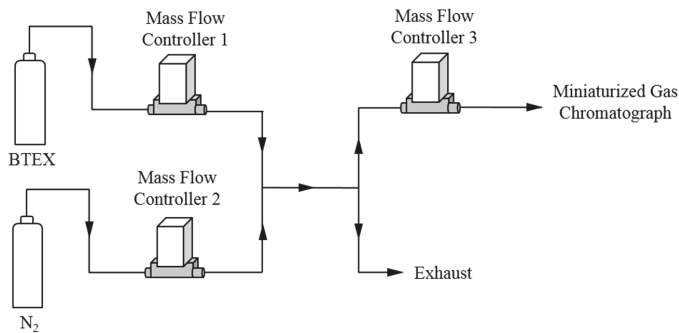 Mass Flow
Controller 1
Mass Flow
Controller 3
Miniaturized Gas
Chromatograph
BTEX
Mass Flow
Controller 2
Exhaust
N₂